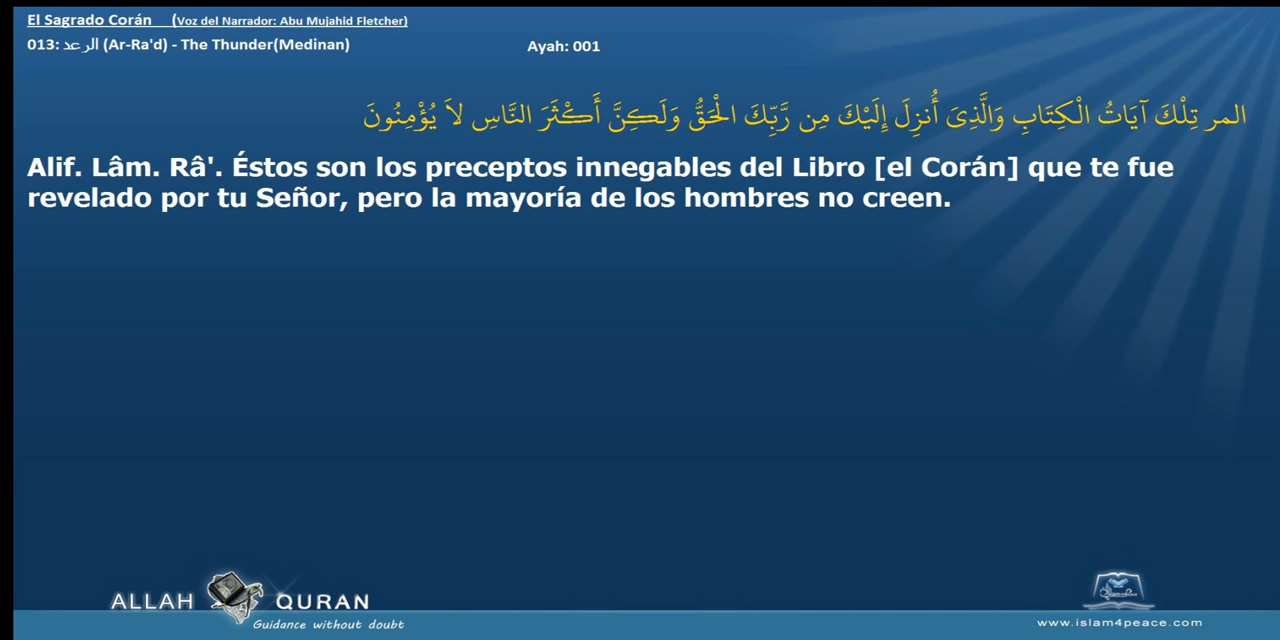 El Sagrado Corán (Voz del Narrador: Abu Mujahid Fletcher)
013: الرعد (Ar-Ra'd) - The Thunder(Medinan) Ayah: 001
المر تِلْكَ آيَاتُ الْكِتَابِ وَالَّذِىَ أُنزِلَ إِلَيْكَ مِن رَّبِّكَ الْحَقُّ وَلَكِنَّ أَكْثَرَ النَّاسِ لاَ يُؤْمِنُونَ
Alif. Lâm. Râ'. Éstos son los preceptos innegables del Libro [el Corán] que te fue
revelado por tu Señor, pero la mayoría de los hombres no creen.
ALLAH QURAN
Guidance without doubt
www.islam4peace.com